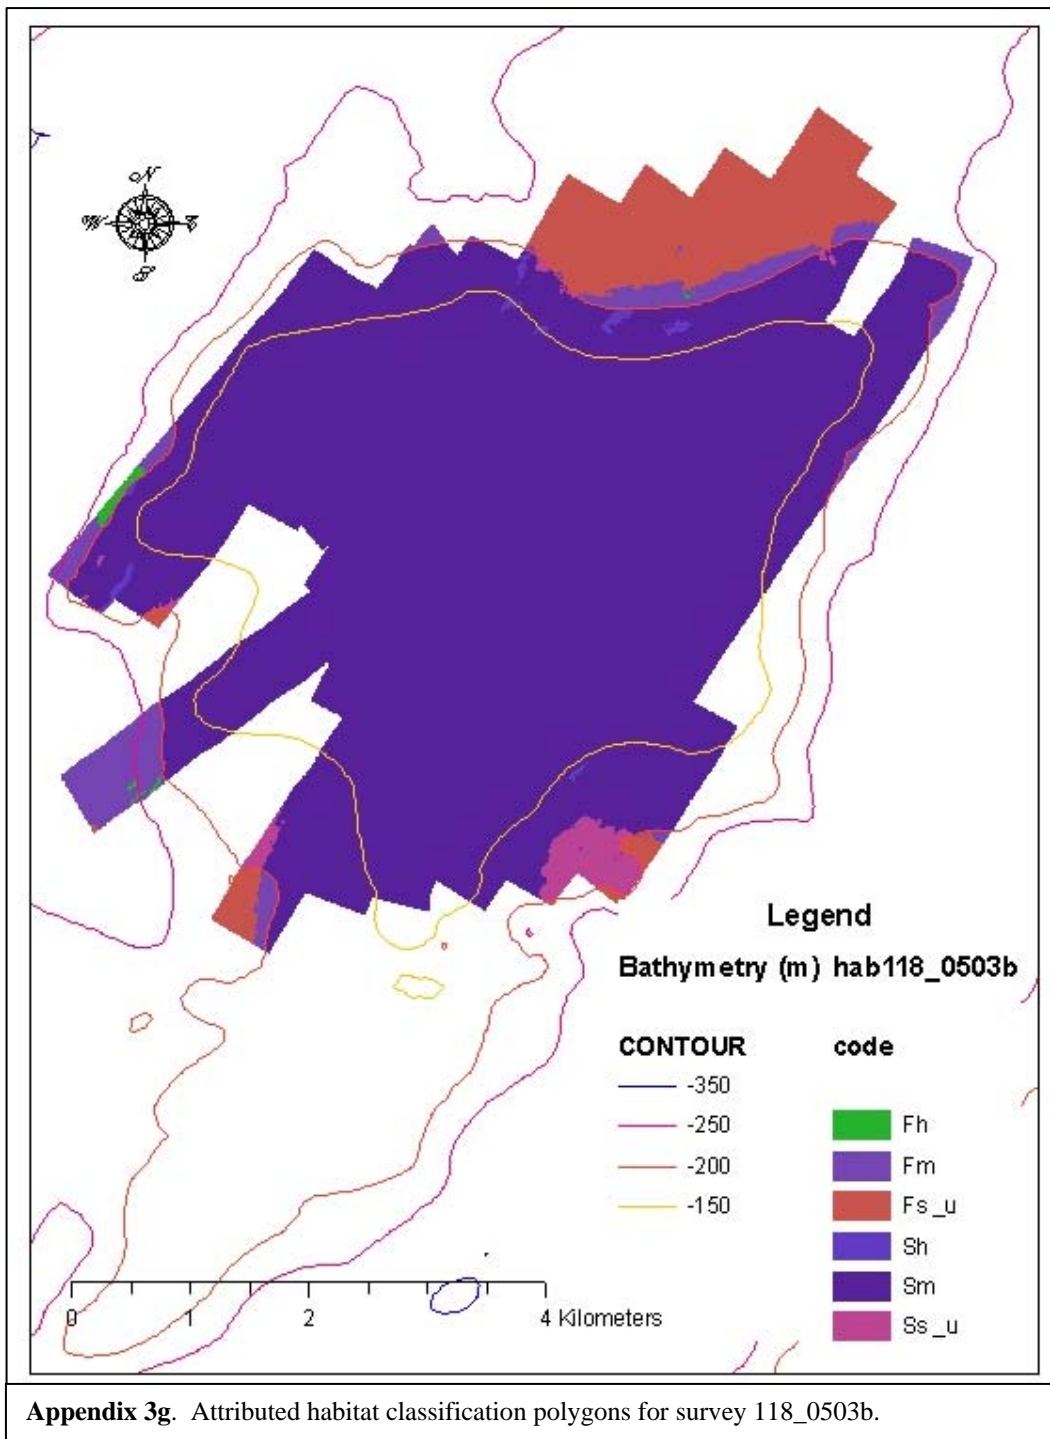 N
W E
S
Legend
Bathymetry (m) hab118_0503b
CONTOUR code
-350
-250
-200
-150
Fh
Fm
Fs_u
Sh
Sm
Ss_u
0 2 4 Kilometers
Appendix 3g. Attributed habitat classification polygons for survey 118_0503b.